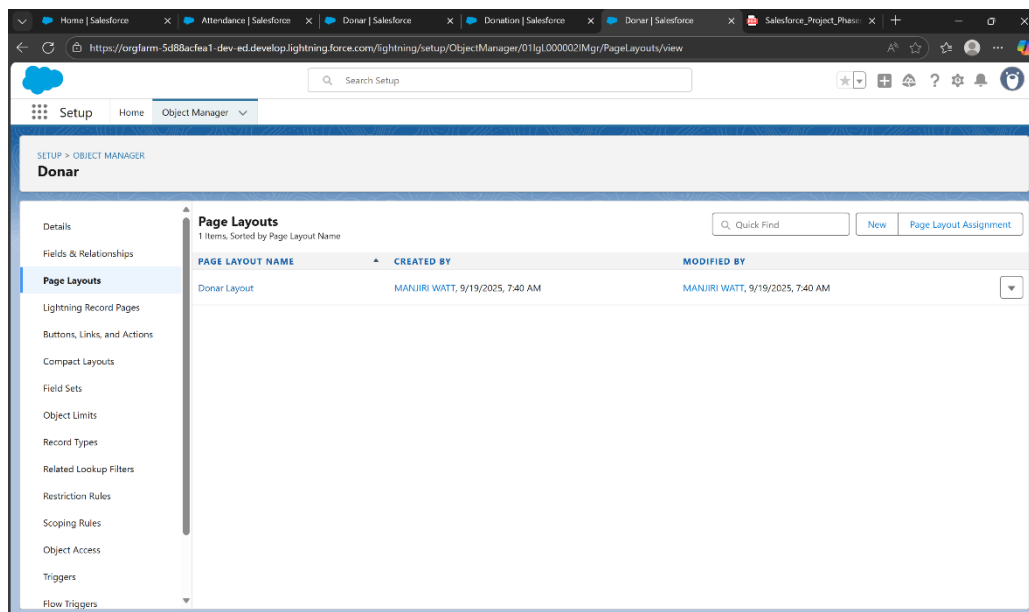 Home | Salesforce
Attendance | Salesforce
Donar | Salesforce
Donation | Salesforce
Donar | Salesforce
Salesforce_Project_Phase
https://orgfarm-5d88acfea1-dev-ed.develop.lightning.force.com/lightning/setup/ObjectManager/01IgL000002IMgr/PageLayouts/view
Search Setup
Setup Home Object Manager
SETUP > OBJECT MANAGER
Donar
Details
Fields & Relationships
Page Layouts
Lightning Record Pages
Buttons, Links, and Actions
Compact Layouts
Field Sets
Object Limits
Record Types
Related Lookup Filters
Restriction Rules
Scoping Rules
Object Access
Triggers
Flow Triggers
Page Layouts
1 Items, Sorted by Page Layout Name
Quick Find
New
Page Layout Assignment
PAGE LAYOUT NAME CREATED BY MODIFIED BY
Donar Layout MANJIRI WATT, 9/19/2025, 7:40 AM MANJIRI WATT, 9/19/2025, 7:40 AM